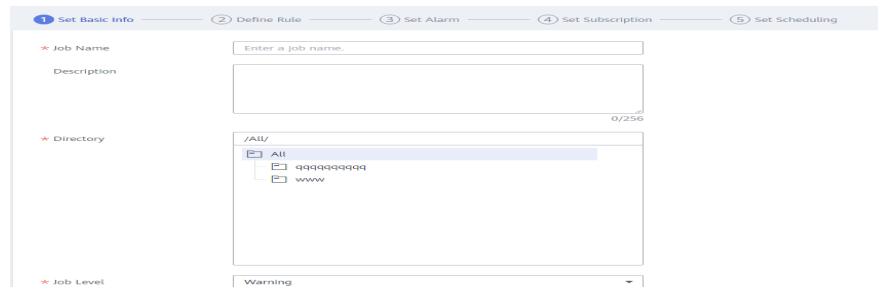 1 Set Basic Info 2 Define Rule 3 Set Alarm 4 Set Subscription 5 Set Scheduling
* Job Name Enter a job name.
Description
0/256
* Directory /All/
All
qqqqqqqqqq
www
* Job Level Warning